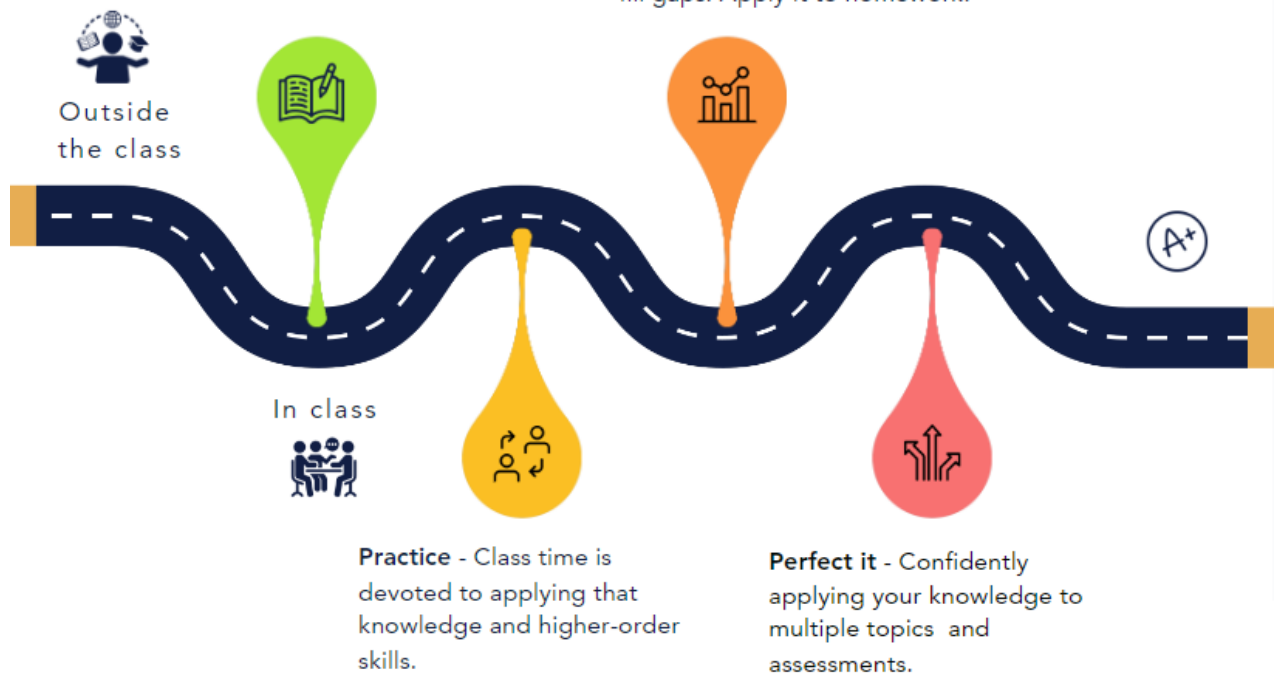 Outside
the class
A+
In class
Practice - Class time is
devoted to applying that
knowledge and higher-order
skills.
Perfect it - Confidently
applying your knowledge to
multiple topics and
assessments.